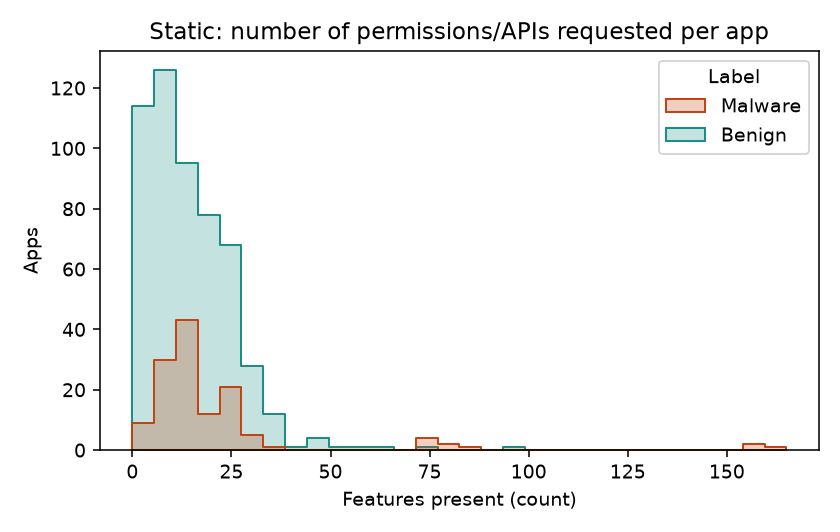 Static: number of permissions/APIs requested per app
Label
Malware
Benign
120
100
80
60
40
20
0
Apps
0 25 50 75 100 125 150
Features present (count)